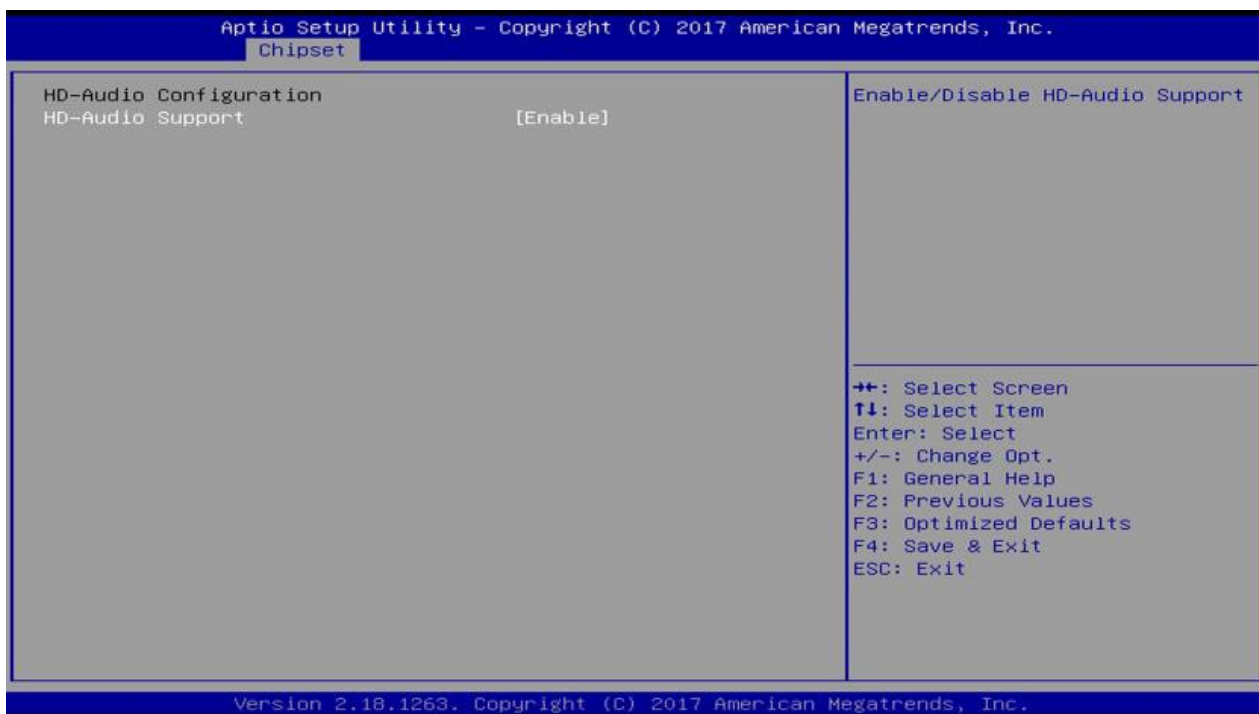 Aptio Setup Utility - Copyright (C) 2017 American Megatrends, Inc.
Chipset
HD-Audio Configuration
HD-Audio Support [Enable]
Enable/Disable HD-Audio Support
→←: Select Screen
↑↓: Select Item
Enter: Select
+/-: Change Opt.
F1: General Help
F2: Previous Values
F3: Optimized Defaults
F4: Save & Exit
ESC: Exit
Version 2.18.1263. Copyright (C) 2017 American Megatrends, Inc.